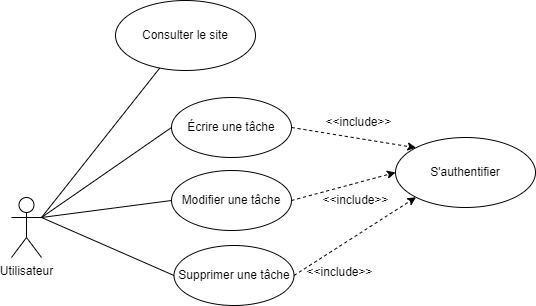 Consulter le site
Écrire une tâche
<<include>>
S'authentifier
Modifier une tâche
<<include>>
Utilisateur
Supprimer une tâche
<<include>>